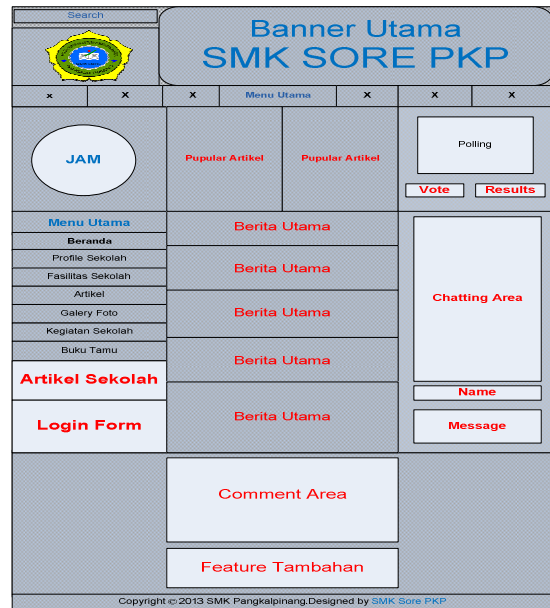 Search
Banner Utama
SMK SORE PKP
x X X Menu Utama X X X
JAM
Pupular Artikel
Pupular Artikel
Polling
Vote
Results
Menu Utama
Beranda
Profile Sekolah
Fasilitas Sekolah
Artikel
Galery Foto
Kegiatan Sekolah
Buku Tamu
Artikel Sekolah
Login Form
Berita Utama
Berita Utama
Berita Utama
Berita Utama
Berita Utama
Chatting Area
Name
Message
Comment Area
Feature Tambahan
Copyright © 2013 SMK Pangkalpinang.Designed by SMK Sore PKP